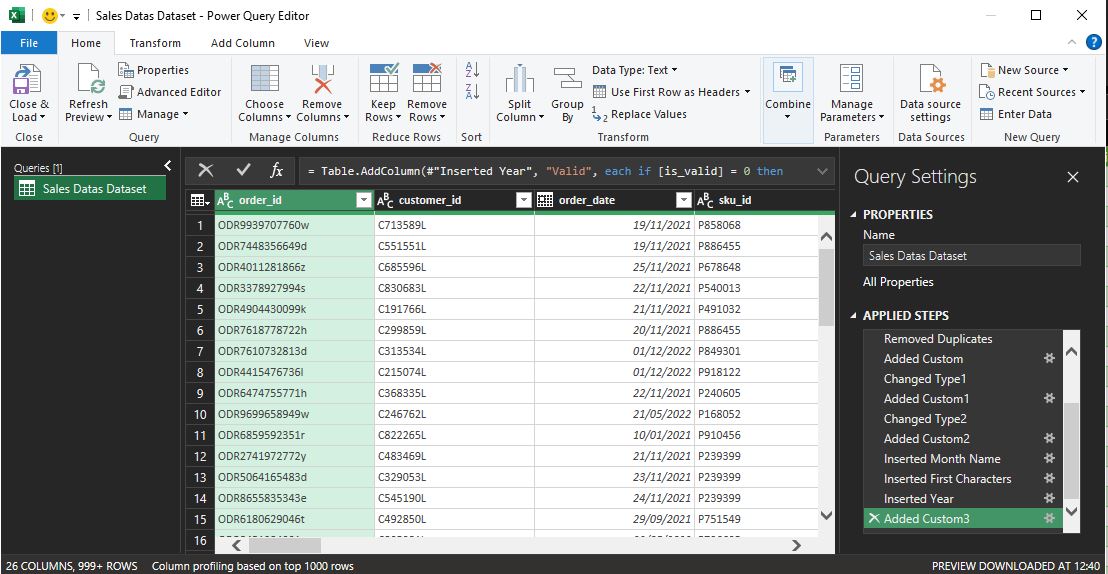 Sales Datas Dataset - Power Query Editor
File Home Transform Add Column View
Close & Load
Close
Refresh Preview
Properties
Advanced Editor
Manage
Query
Choose Columns
Remove Columns
Manage Columns
Keep Rows
Remove Rows
Reduce Rows
Sort
Split Column
Group By
Data Type: Text
Use First Row as Headers
Replace Values
Transform
Combine
Manage Parameters
Parameters
Data source settings
Data Sources
New Source
Recent Sources
Enter Data
New Query
Queries [1]
Sales Datas Dataset
fx = Table.AddColumn(#"Inserted Year", "Valid", each if [is_valid] = 0 then
ABC order_id ABC customer_id order_date ABC sku_id
1 ODR9939707760w C713589L 19/11/2021 P858068
2 ODR7448356649d C551551L 19/11/2021 P886455
3 ODR4011281866z C685596L 25/11/2021 P678648
4 ODR3378927994s C830683L 22/11/2021 P540013
5 ODR4904430099k C191766L 21/11/2021 P491032
6 ODR7618778722h C299859L 20/11/2021 P886455
7 ODR7610732813d C313534L 01/12/2022 P849301
8 ODR4415476736l C215074L 01/12/2022 P918122
9 ODR6474755771h C368335L 22/11/2021 P240605
10 ODR9699658949w C246762L 21/05/2022 P168052
11 ODR6859592351r C822265L 10/01/2021 P910456
12 ODR2741972772y C483469L 21/11/2021 P239399
13 ODR5064165483d C329053L 23/11/2021 P239399
14 ODR8655835343e C545190L 24/11/2021 P239399
15 ODR6180629046t C492850L 29/09/2021 P751549
16
Query Settings
PROPERTIES
Name
Sales Datas Dataset
All Properties
APPLIED STEPS
Removed Duplicates
Added Custom
Changed Type1
Added Custom1
Changed Type2
Added Custom2
Inserted Month Name
Inserted First Characters
Inserted Year
Added Custom3
26 COLUMNS, 999+ ROWS Column profiling based on top 1000 rows PREVIEW DOWNLOADED AT 12:40